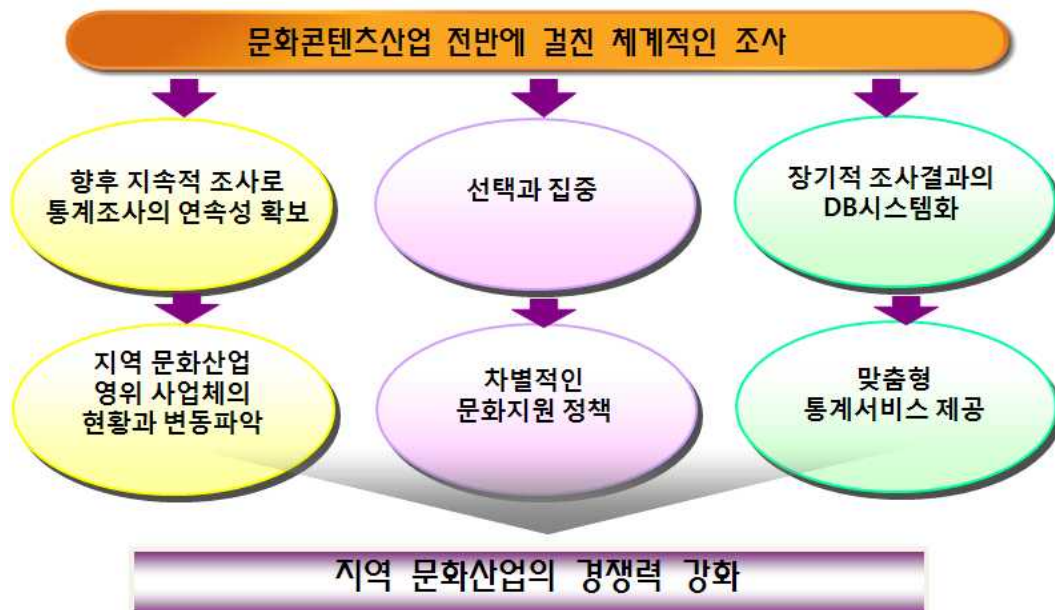 문화콘텐츠산업 전반에 걸친 체계적인 조사
향후 지속적 조사로
통계조사의 연속성 확보
선택과 집중
장기적 조사결과의
DB시스템화
지역 문화산업
영위 사업체의
현황과 변동파악
차별적인
문화지원 정책
맞춤형
통계서비스 제공
지역 문화산업의 경쟁력 강화